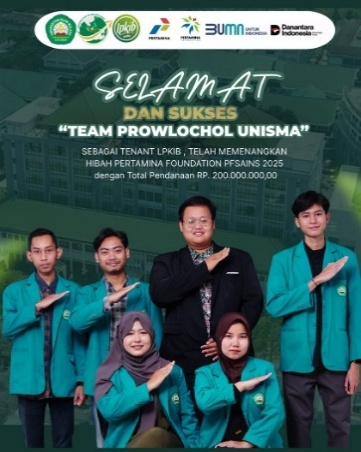 lpkib
PERTAMINA
PERTAMINA
BUMN UNTUK INDONESIA
Danantara Indonesia
SELAMAT
DAN SUKSES
“TEAM PROWLOCHOL UNISMA”
SEBAGAI TENANT LPKIB , TELAH MEMENANGKAN
HIBAH PERTAMINA FOUNDATION PFSAINS 2025
dengan Total Pendanaan RP. 200.000.000,00